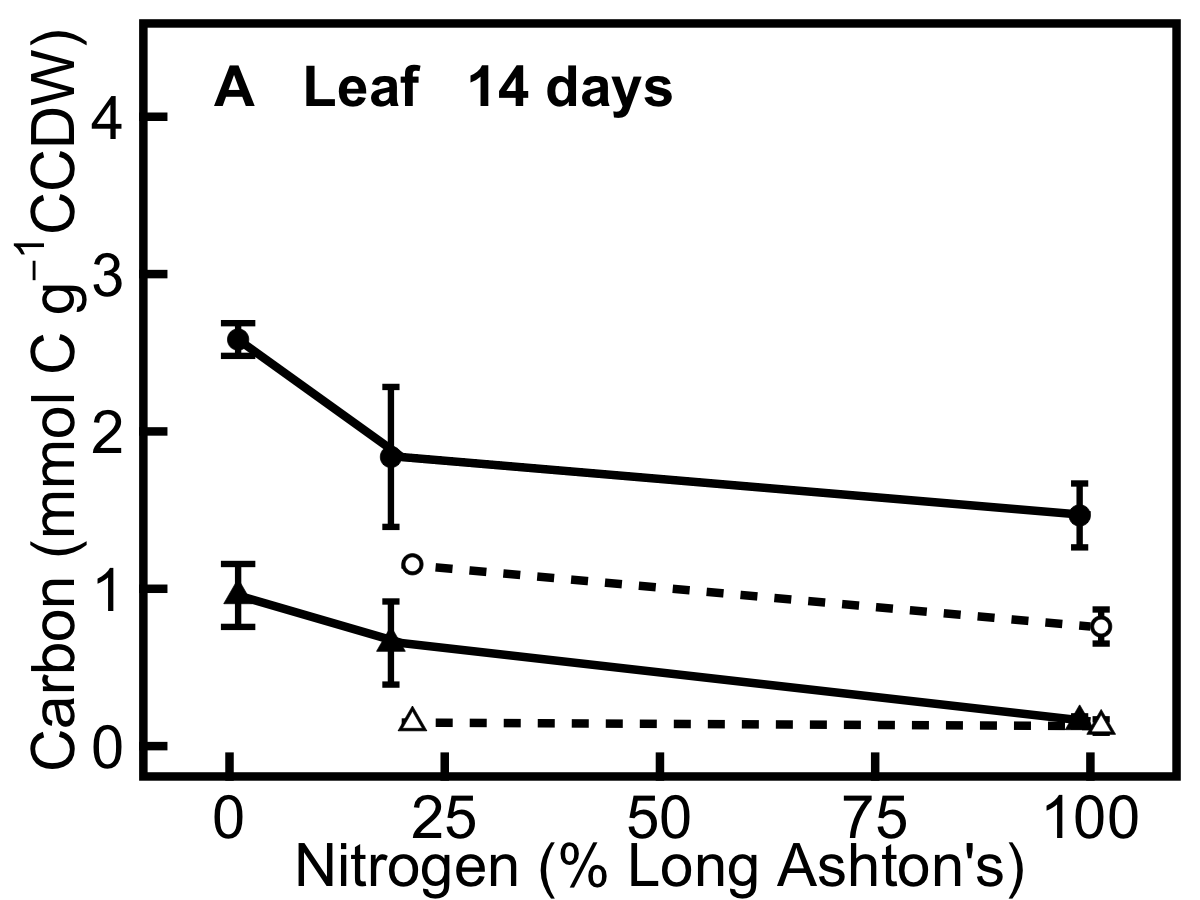 A Leaf 14 days
Carbon (mmol C g⁻¹CCDW)
4
3
2
1
0
0 25 50 75 100
Nitrogen (% Long Ashton's)